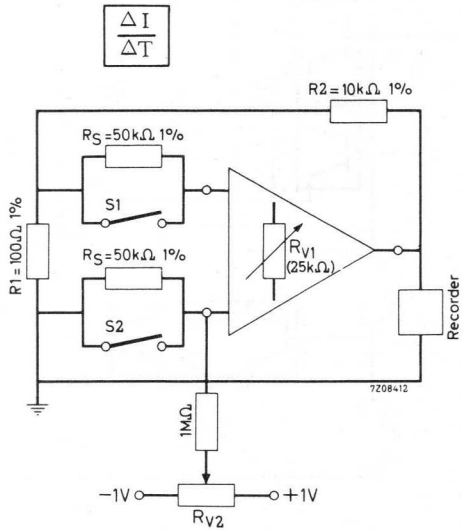 ΔI
ΔT
R2=10kΩ 1%
RS=50kΩ 1%
S1
R1=100Ω 1%
RS=50kΩ 1%
S2
RV1
(25kΩ)
Recorder
7Z08412
1MΩ
−1V
+1V
RV2